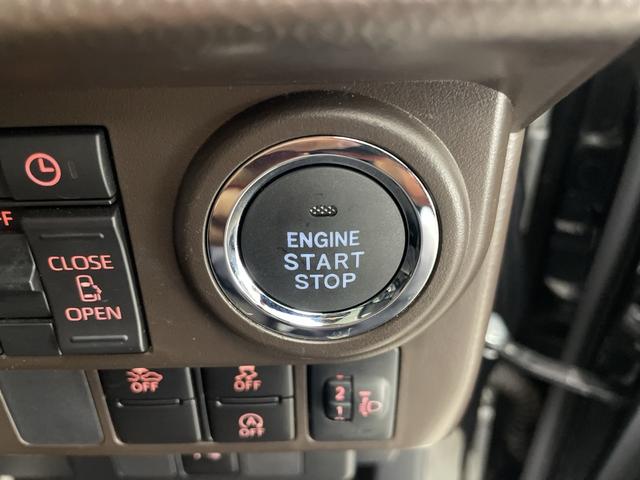 ENGINE
START
STOP
OFF
CLOSE
OPEN
OFF
OFF
OFF
2
1